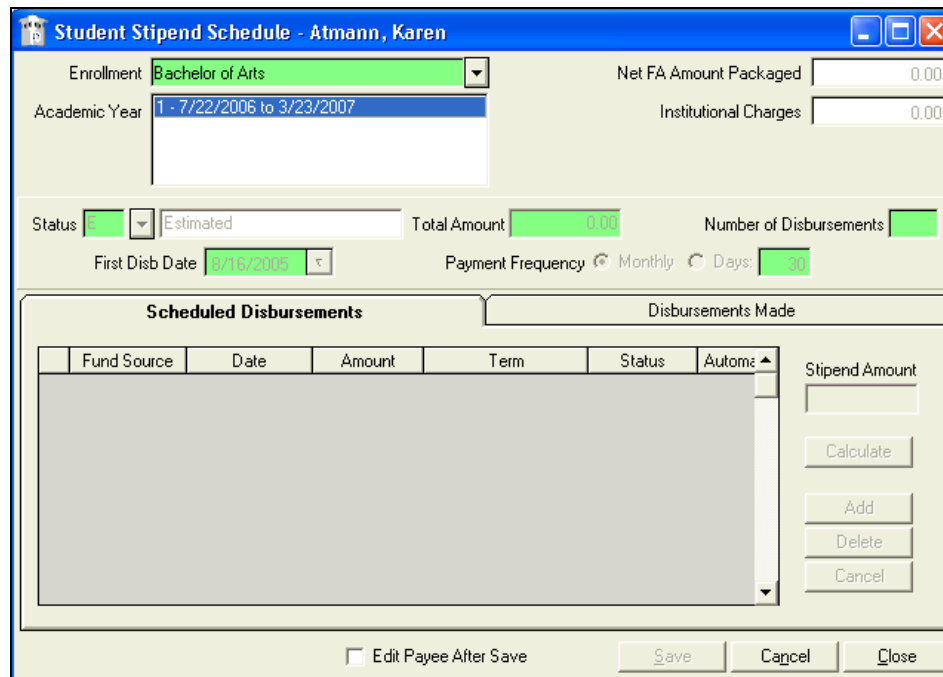 Student Stipend Schedule - Atmann, Karen
Enrollment Bachelor of Arts Net FA Amount Packaged 0.00
Academic Year 1 - 7/22/2006 to 3/23/2007 Institutional Charges 0.00
Status E Estimated Total Amount 0.00 Number of Disbursements
First Disb Date 8/16/2005 Payment Frequency Monthly Days: 30
Scheduled Disbursements Disbursements Made
Fund Source Date Amount Term Status Automa
Stipend Amount
Calculate
Add
Delete
Cancel
Edit Payee After Save Save Cancel Close